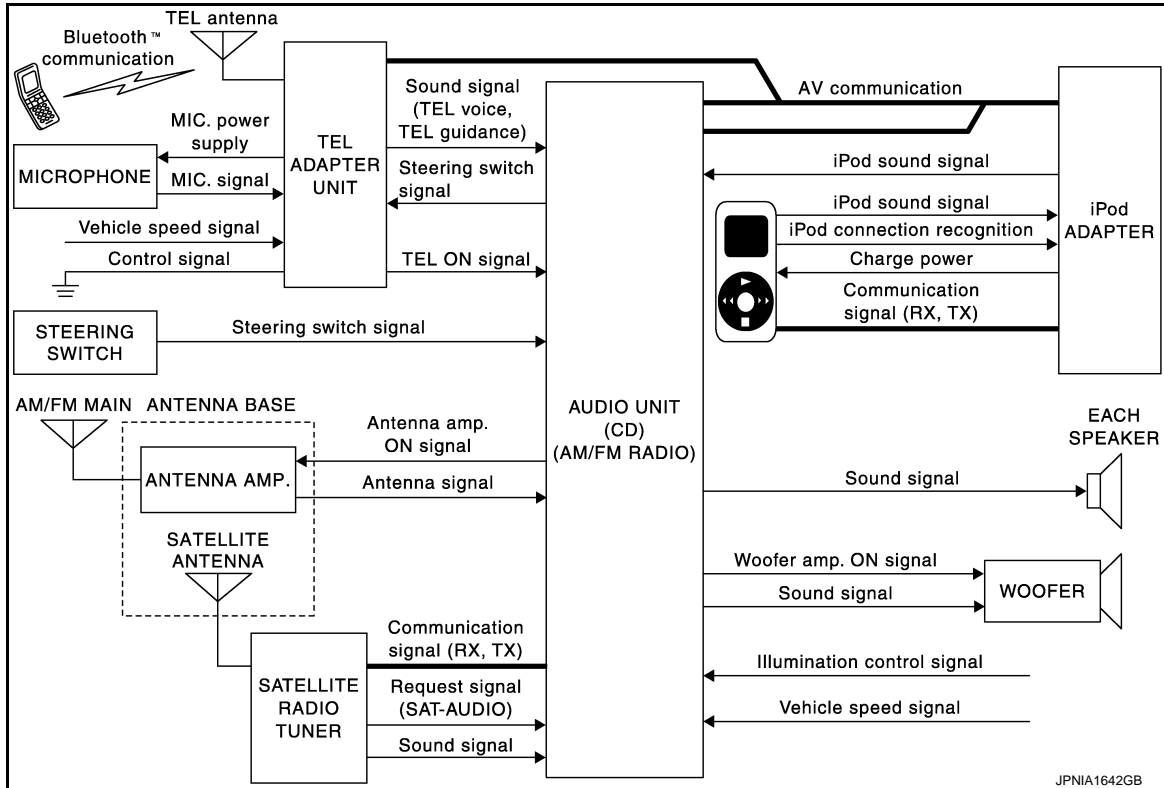 TEL antenna
Bluetooth™
communication
TEL
ADAPTER
UNIT
Sound signal
(TEL voice,
TEL guidance)
Steering switch
signal
TEL ON signal
MIC. power
supply
MICROPHONE
MIC. signal
Vehicle speed signal
Control signal
STEERING
SWITCH
Steering switch signal
AM/FM MAIN
ANTENNA BASE
ANTENNA AMP.
Antenna amp.
ON signal
Antenna signal
SATELLITE
ANTENNA
SATELLITE
RADIO
TUNER
Communication
signal (RX, TX)
Request signal
(SAT-AUDIO)
Sound signal
AUDIO UNIT
(CD)
(AM/FM RADIO)
AV communication
iPod sound signal
iPod sound signal
iPod connection recognition
Charge power
Communication
signal (RX, TX)
iPod
ADAPTER
EACH
SPEAKER
Sound signal
Woofer amp. ON signal
Sound signal
WOOFER
Illumination control signal
Vehicle speed signal
JPNIA1642GB